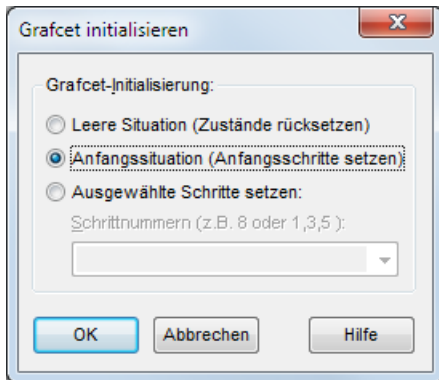 Grafcet initialisieren
Grafcet-Initialisierung:
Leere Situation (Zustände rücksetzen)
Anfangssituation (Anfangsschritte setzen)
Ausgewählte Schritte setzen:
Schrittnummern (z.B. 8 oder 1,3,5 ):
OK Abbrechen Hilfe